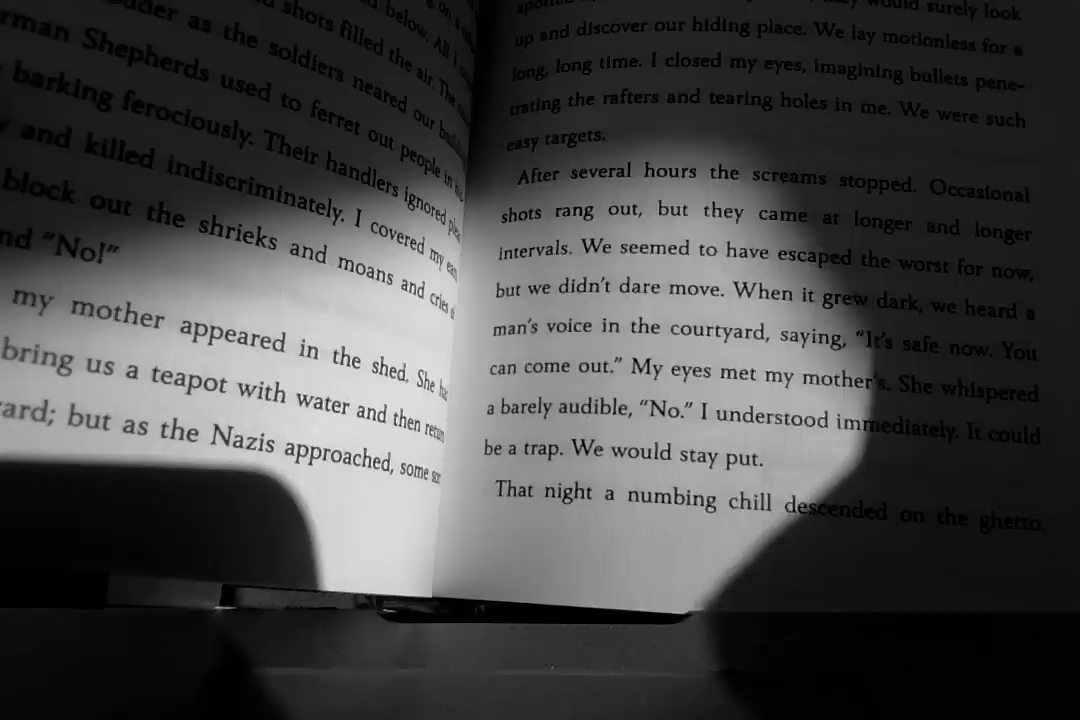 on a
below. All I
shots filled the air. The
as the soldiers neared our
Shepherds used to ferret out people in
barking ferociously. Their handlers ignored
and killed indiscriminately. I covered my
block out the shrieks and moans and cries
"No!"
my mother appeared in the shed. She
bring us a teapot with water and then
but as the Nazis approached, some
would surely look
up and discover our hiding place. We lay motionless for a
long, long time. I closed my eyes, imagining bullets pene-
trating the rafters and tearing holes in me. We were such
easy targets.
After several hours the screams stopped. Occasional
shots rang out, but they came at longer and longer
intervals. We seemed to have escaped the worst for now,
but we didn't dare move. When it grew dark, we heard a
man's voice in the courtyard, saying, "It's safe now. You
can come out." My eyes met my mother's. She whispered
a barely audible, "No." I understood immediately. It could
be a trap. We would stay put.
That night a numbing chill descended on the ghetto.